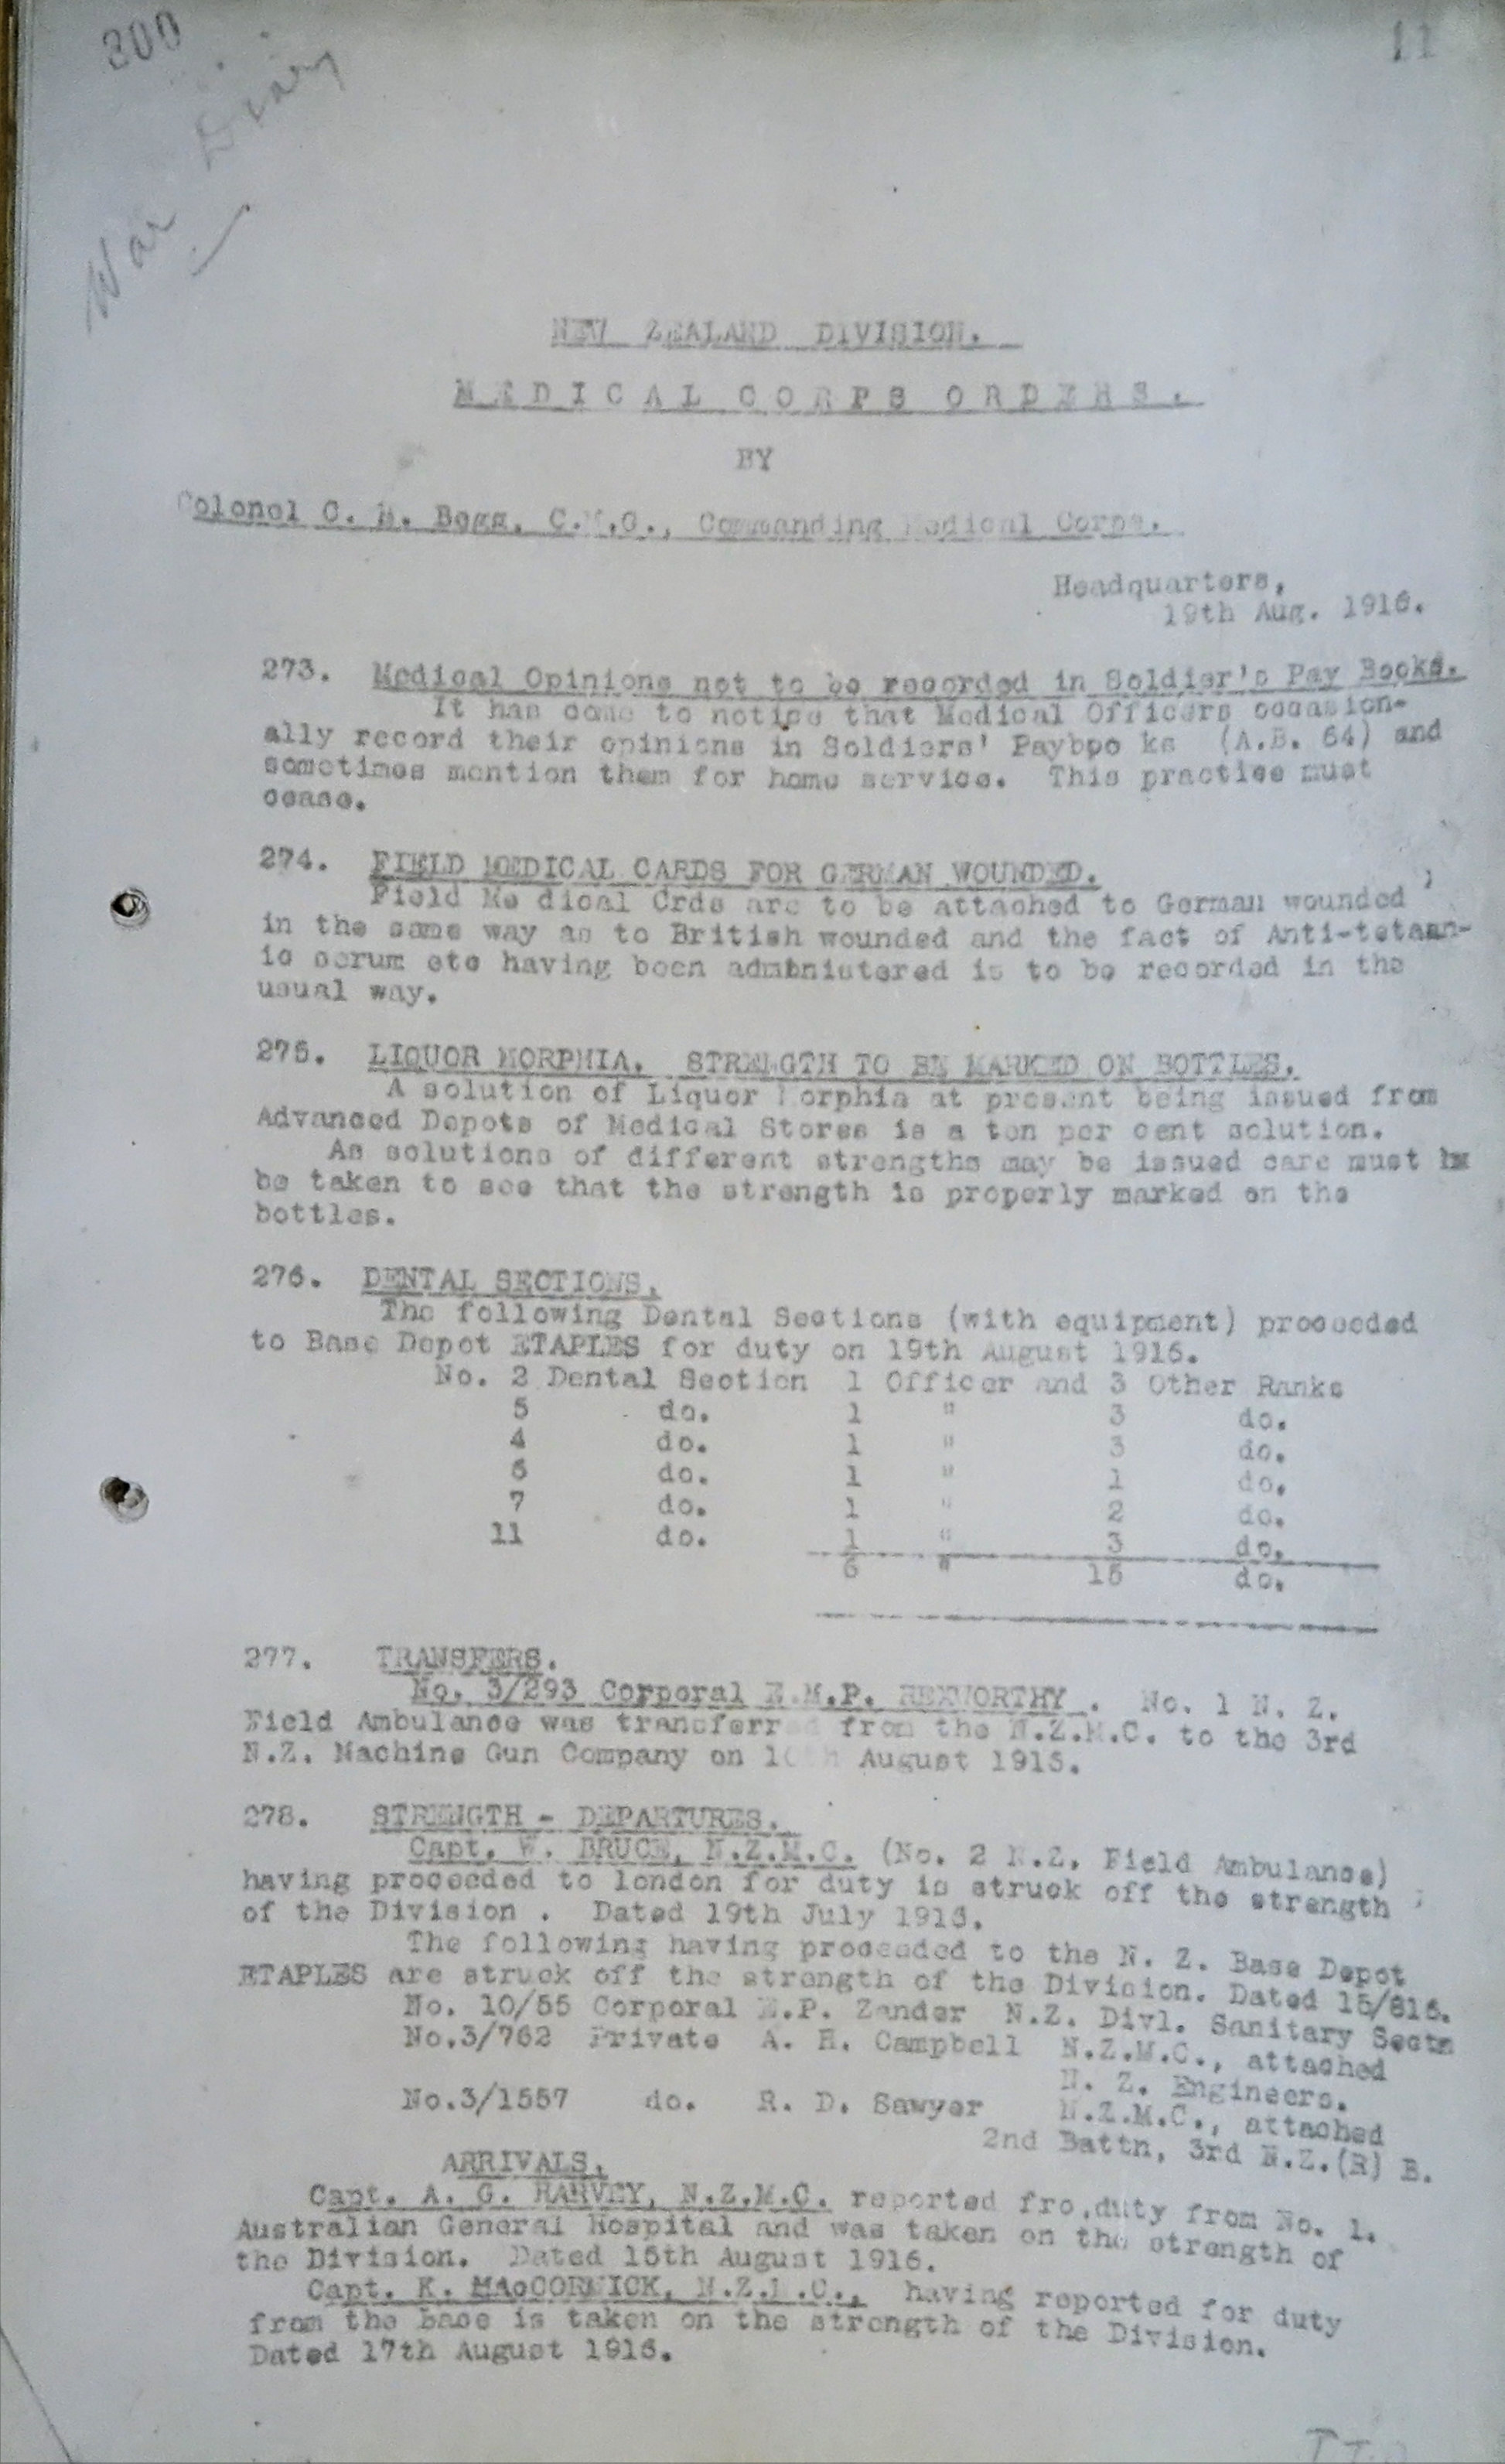 300
11
War Diary
NEW ZEALAND DIVISION.
MEDICAL CORPS ORDERS.
BY
Colonel C. M. Begg, C.M.G., Commanding Medical Corps.
Headquarters,
19th Aug. 1916.
273. Medical Opinions not to be recorded in Soldier's Pay Books.
It has come to notice that Medical Officers occasion-
ally record their opinions in Soldiers' Paybpo ks (A.B. 64) and
sometimes mention them for home service. This practice must
cease.
274. FIELD MEDICAL CARDS FOR GERMAN WOUNDED.
Field Me dical Crds are to be attached to German wounded
in the same way as to British wounded and the fact of Anti-tetaan-
ic serum etc having been admbnistered is to be recorded in the
usual way.
275. LIQUOR MORPHIA. STRENGTH TO BE MARKED ON BOTTLES.
A solution of Liquor Morphia at present being issued from
Advanced Depots of Medical Stores is a ten per cent solution.
As solutions of different strengths may be issued care must
be taken to see that the strength is properly marked on the
bottles.
276. DENTAL SECTIONS.
The following Dental Sections (with equipment) proceeded
to Base Depot ETAPLES for duty on 19th August 1916.
No. 2 Dental Section 1 Officer and 3 Other Ranks
5 do. 1 " 3 do.
4 do. 1 " 3 do.
6 do. 1 " 1 do.
7 do. 1 " 2 do.
11 do. 1 " 3 do.
6 " 15 do.
277. TRANSFERS.
No. 3/293 Corporal M.P. HEXWORTHY . No. 1 N. Z.
Field Ambulance was transferred from the N.Z.M.C. to the 3rd
N.Z. Machine Gun Company on August 1916.
278. STRENGTH - DEPARTURES.
Capt. W. BRUCE, N.Z.M.C. (No. 2 N.Z. Field Ambulance)
having proceeded to london for duty is struck off the strength
of the Division . Dated 19th July 1916.
The following having proceeded to the N. Z. Base Depot
ETAPLES are struck off the strength of the Division. Dated 15/816.
No. 10/55 Corporal P. Zander N.Z. Divl. Sanitary Sectn
No.3/762 Private A. H. Campbell N.Z.M.C., attached
N. Z. Engineers.
No.3/1557 do. R. D. Sawyer N.Z.M.C., attached
2nd Battn, 3rd N.Z.(R) B.
ARRIVALS.
Capt. A. G. HARVEY, N.Z.M.C. reported fro,duty from No. 1.
Australian General Hospital and was taken on the strength of
the Division. Dated 15th August 1916.
Capt. K. MacCORMICK, N.Z.M.C., having reported for duty
from the base is taken on the strength of the Division.
Dated 17th August 1916.